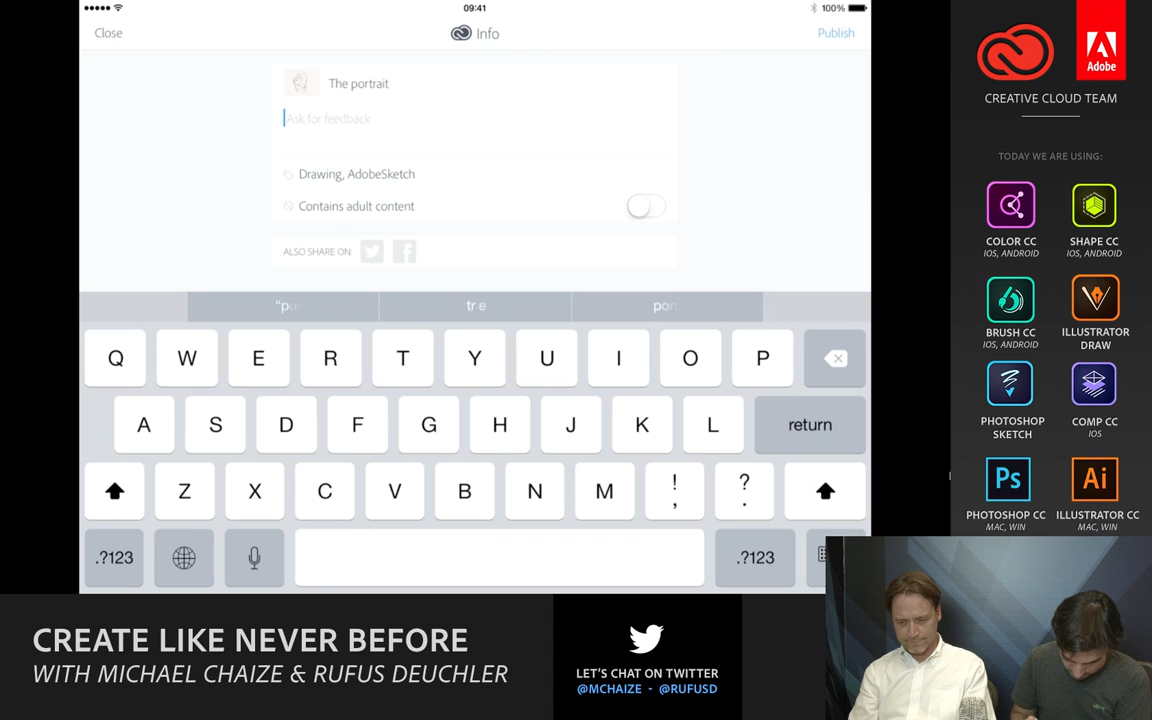 09:41
100%
Close
Info
Publish
The portrait
Ask for feedback
Drawing, AdobeSketch
Contains adult content
ALSO SHARE ON:
"po
tr e
port
Q W E R T Y U I O P
A S D F G H J K L return
Z X C V B N M ! , ? .
.?123 .?123
CREATE LIKE NEVER BEFORE
WITH MICHAEL CHAIZE & RUFUS DEUCHLER
LET'S CHAT ON TWITTER
@MCHAIZE - @RUFUSD
Adobe
CREATIVE CLOUD TEAM
TODAY WE ARE USING:
COLOR CC
IOS, ANDROID
SHAPE CC
IOS, ANDROID
BRUSH CC
IOS, ANDROID
ILLUSTRATOR
DRAW
PHOTOSHOP
SKETCH
COMP CC
IOS
Ps
Ai
PHOTOSHOP CC
MAC, WIN
ILLUSTRATOR CC
MAC, WIN